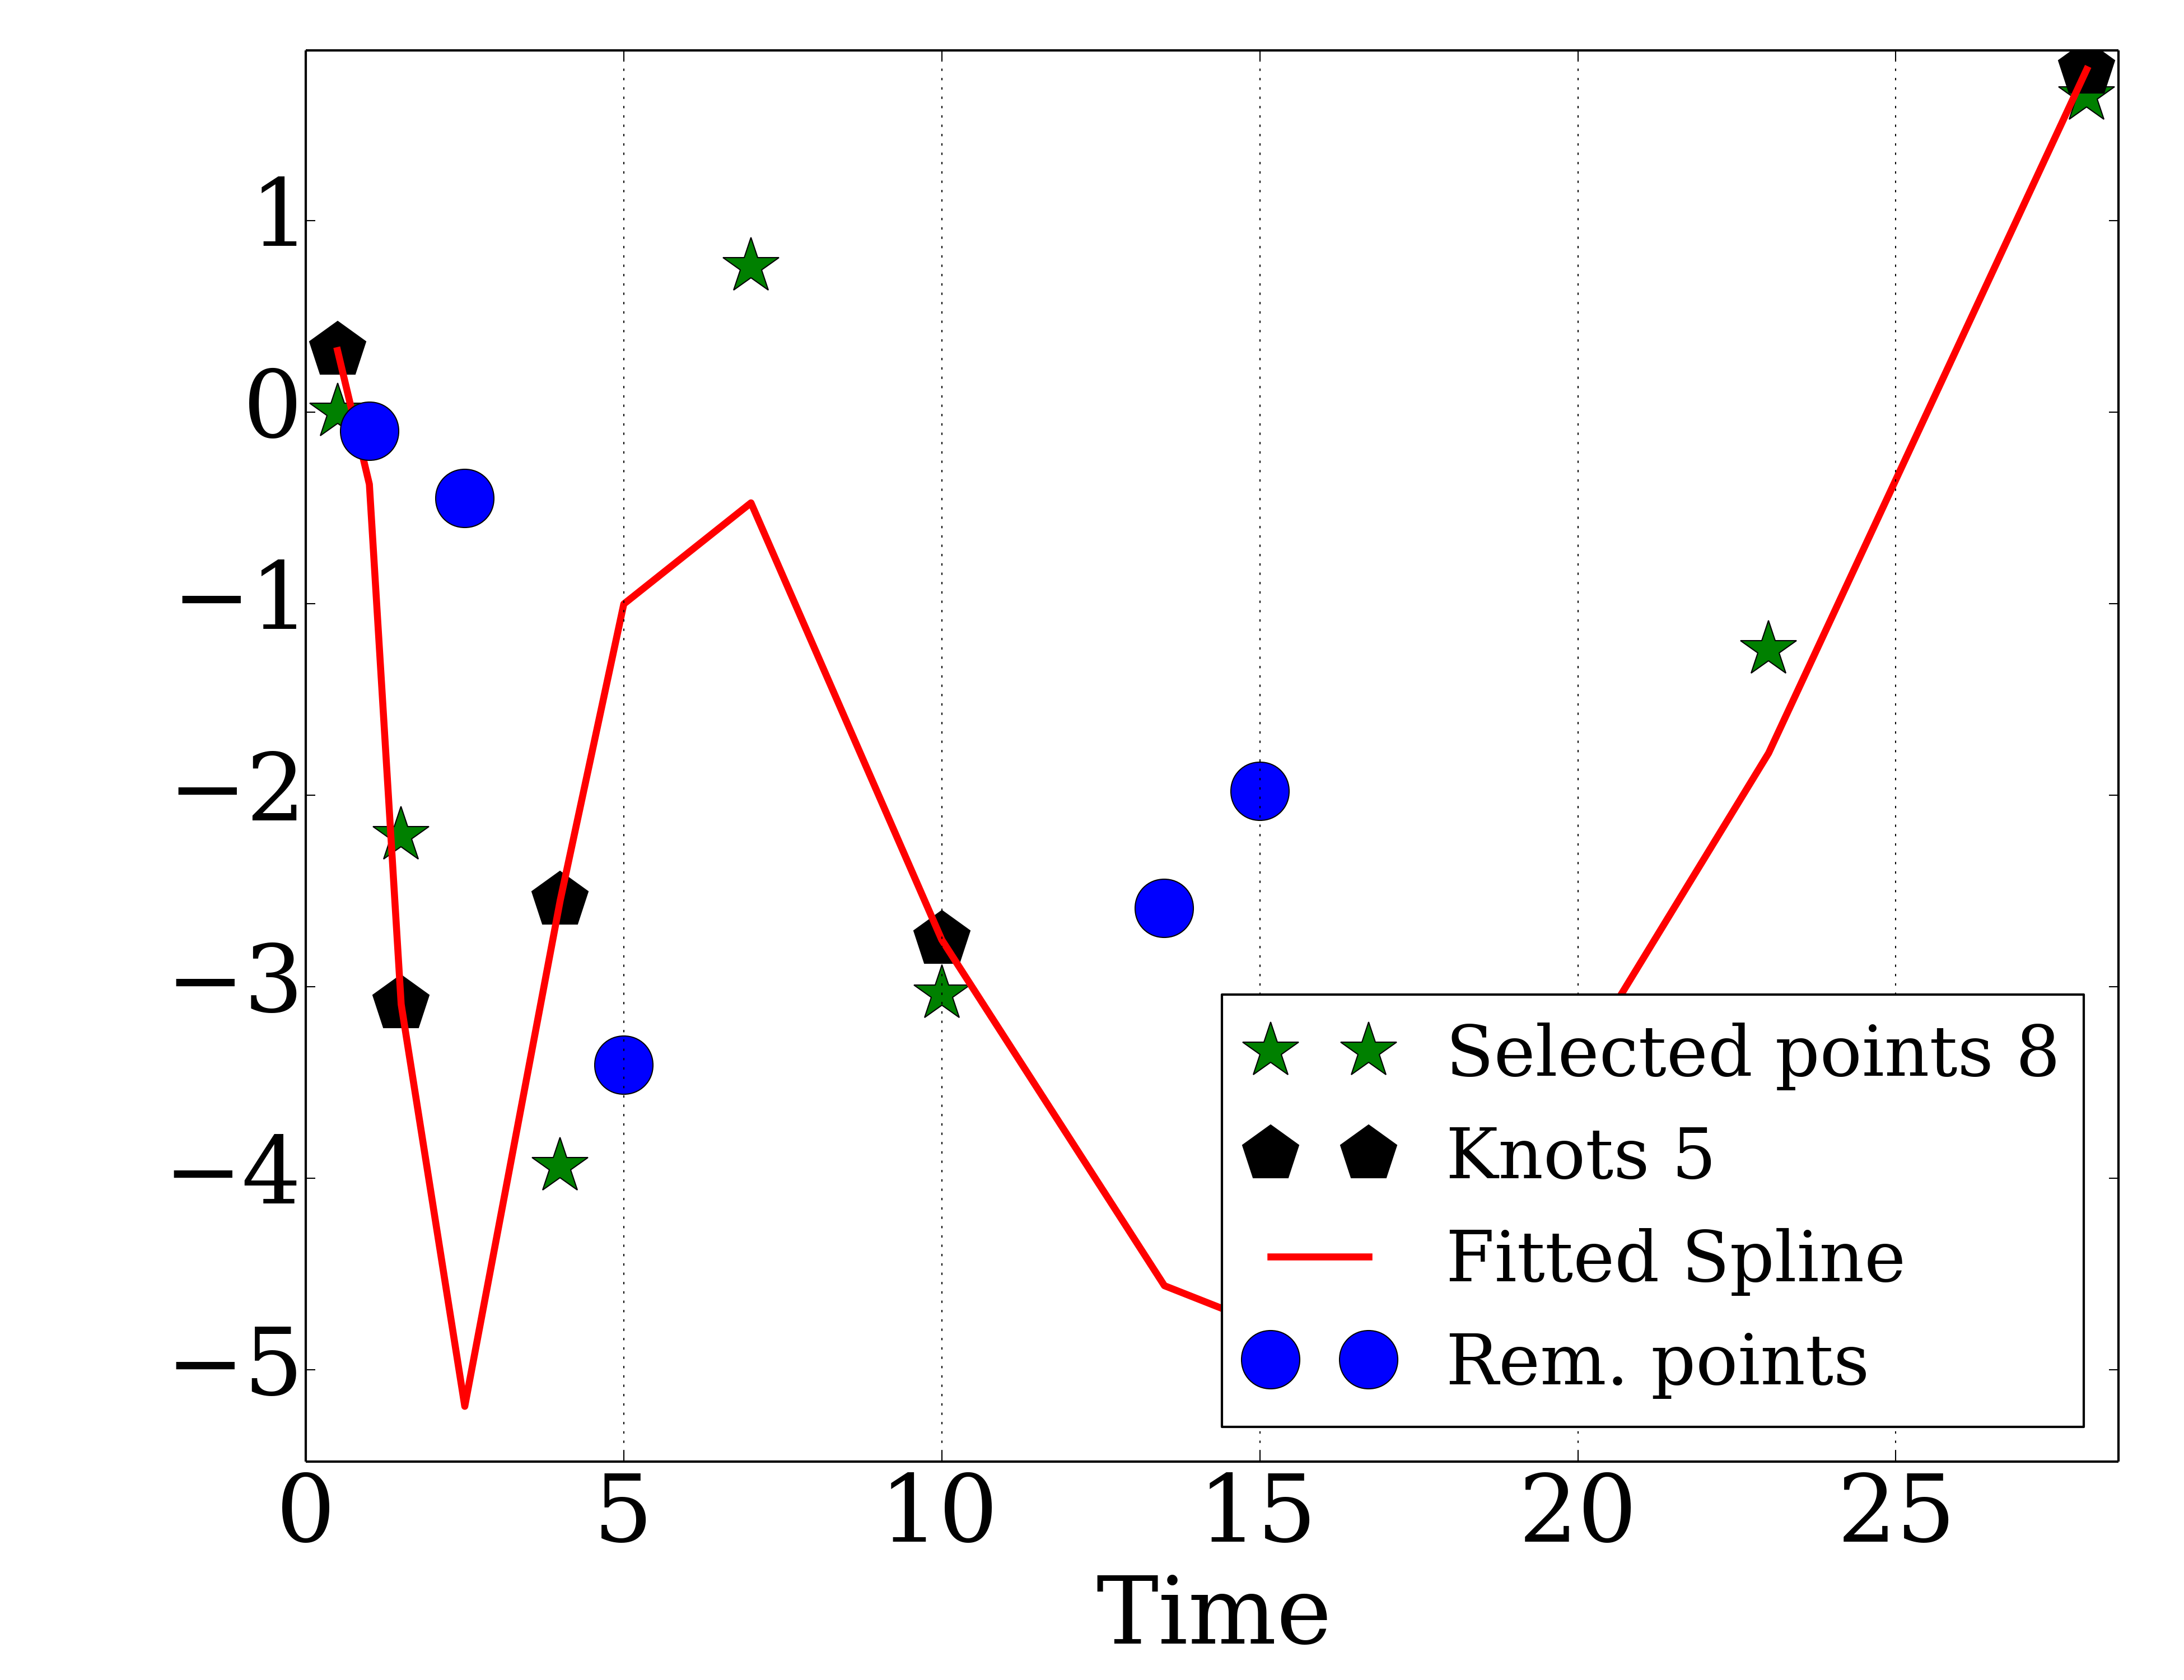 1
0
−1
−2
−3
−4
−5
0 5 10 15 20 25
Time
Selected points 8
Knots 5
Fitted Spline
Rem. points